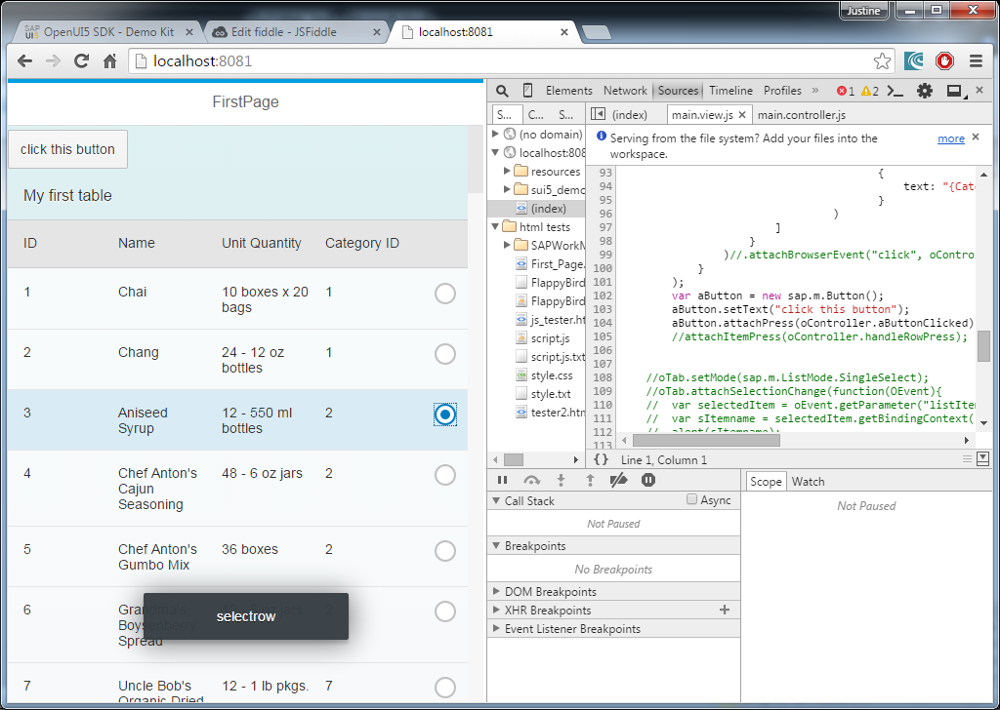 Justine
SAP UI5 OpenUI5 SDK - Demo Kit
Edit fiddle - JSFiddle
localhost:8081
localhost:8081
FirstPage
click this button
My first table
ID Name Unit Quantity Category ID
1 Chai 10 boxes x 20 1
bags
2 Chang 24 - 12 oz 1
bottles
3 Aniseed 12 - 550 ml 2
Syrup bottles
4 Chef Anton's 48 - 6 oz jars 2
Cajun
Seasoning
5 Chef Anton's 36 boxes 2
Gumbo Mix
6 Grandma's
Boysenberry
Spread
selectrow
7 Uncle Bob's 12 - 1 lb pkgs. 7
Organic Dried
Elements Network Sources Timeline Profiles » 1 2
S... C... S...
(no domain)
localhost:808
resources
sui5_demo
(index)
html tests
SAPWorkM
First_Page.
FlappyBird
FlappyBird
js_tester.ht
script.js
script.js.txt
style.css
style.txt
tester2.htm
(index) main.view.js main.controller.js
Serving from the file system? Add your files into the more
workspace.
93 {
94 text: "{Cate
95 }
96 )
97 ]
98 }
99 )//.attachBrowserEvent("click", oContro
100 }
101 );
102 var aButton = new sap.m.Button();
103 aButton.setText("click this button");
104 aButton.attachPress(oController.aButtonClicked)
105 //attachItemPress(oController.handleRowPress);
106
107
108 //oTab.setMode(sap.m.ListMode.SingleSelect);
109 //oTab.attachSelectionChange(function(OEvent){
110 // var selectedItem = oEvent.getParameter("listIte
111 // var sItemname = selectedItem.getBindingContext(
112 // alert(sItemname);
113
{} Line 1, Column 1
Call Stack Async
Not Paused
Breakpoints
No Breakpoints
DOM Breakpoints
XHR Breakpoints +
Event Listener Breakpoints
Scope Watch
Not Paused